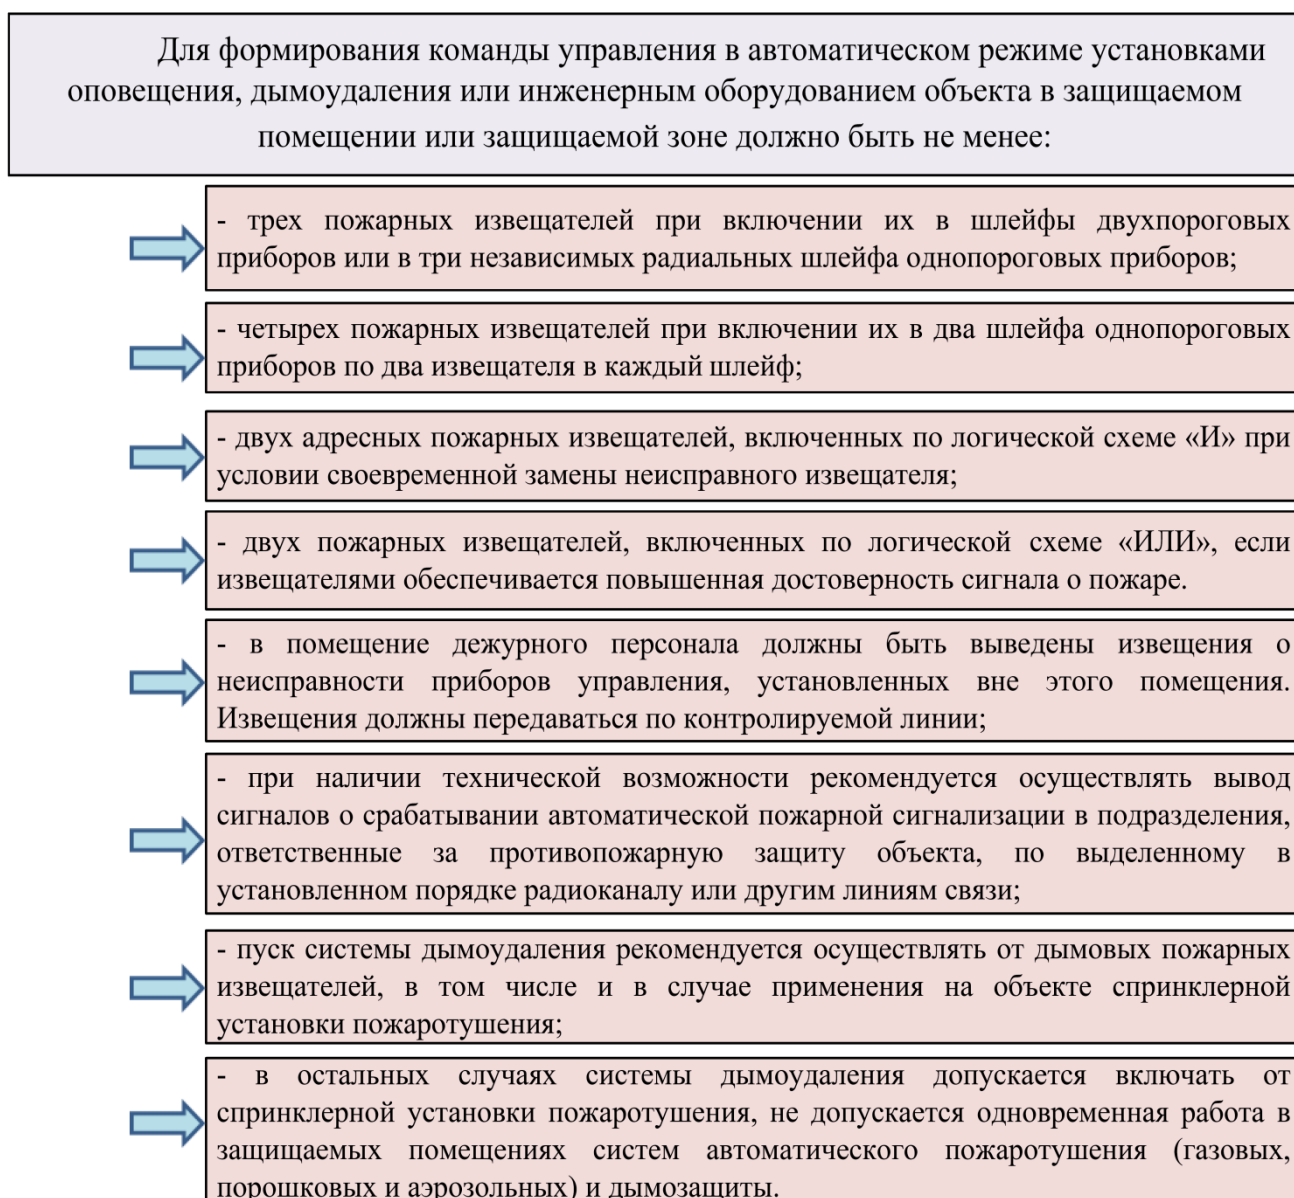 Для формирования команды управления в автоматическом режиме установками
оповещения, дымоудаления или инженерным оборудованием объекта в защищаемом
помещении или защищаемой зоне должно быть не менее:
- трех пожарных извещателей при включении их в шлейфы двухпороговых
приборов или в три независимых радиальных шлейфа однопороговых приборов;
- четырех пожарных извещателей при включении их в два шлейфа однопороговых
приборов по два извещателя в каждый шлейф;
- двух адресных пожарных извещателей, включенных по логической схеме «И» при
условии своевременной замены неисправного извещателя;
- двух пожарных извещателей, включенных по логической схеме «ИЛИ», если
извещателями обеспечивается повышенная достоверность сигнала о пожаре.
- в помещение дежурного персонала должны быть выведены извещения о
неисправности приборов управления, установленных вне этого помещения.
Извещения должны передаваться по контролируемой линии;
- при наличии технической возможности рекомендуется осуществлять вывод
сигналов о срабатывании автоматической пожарной сигнализации в подразделения,
ответственные за противопожарную защиту объекта, по выделенному в
установленном порядке радиоканалу или другим линиям связи;
- пуск системы дымоудаления рекомендуется осуществлять от дымовых пожарных
извещателей, в том числе и в случае применения на объекте спринклерной
установки пожаротушения;
- в остальных случаях системы дымоудаления допускается включать от
спринклерной установки пожаротушения, не допускается одновременная работа в
защищаемых помещениях систем автоматического пожаротушения (газовых,
порошковых и аэрозольных) и дымозащиты.